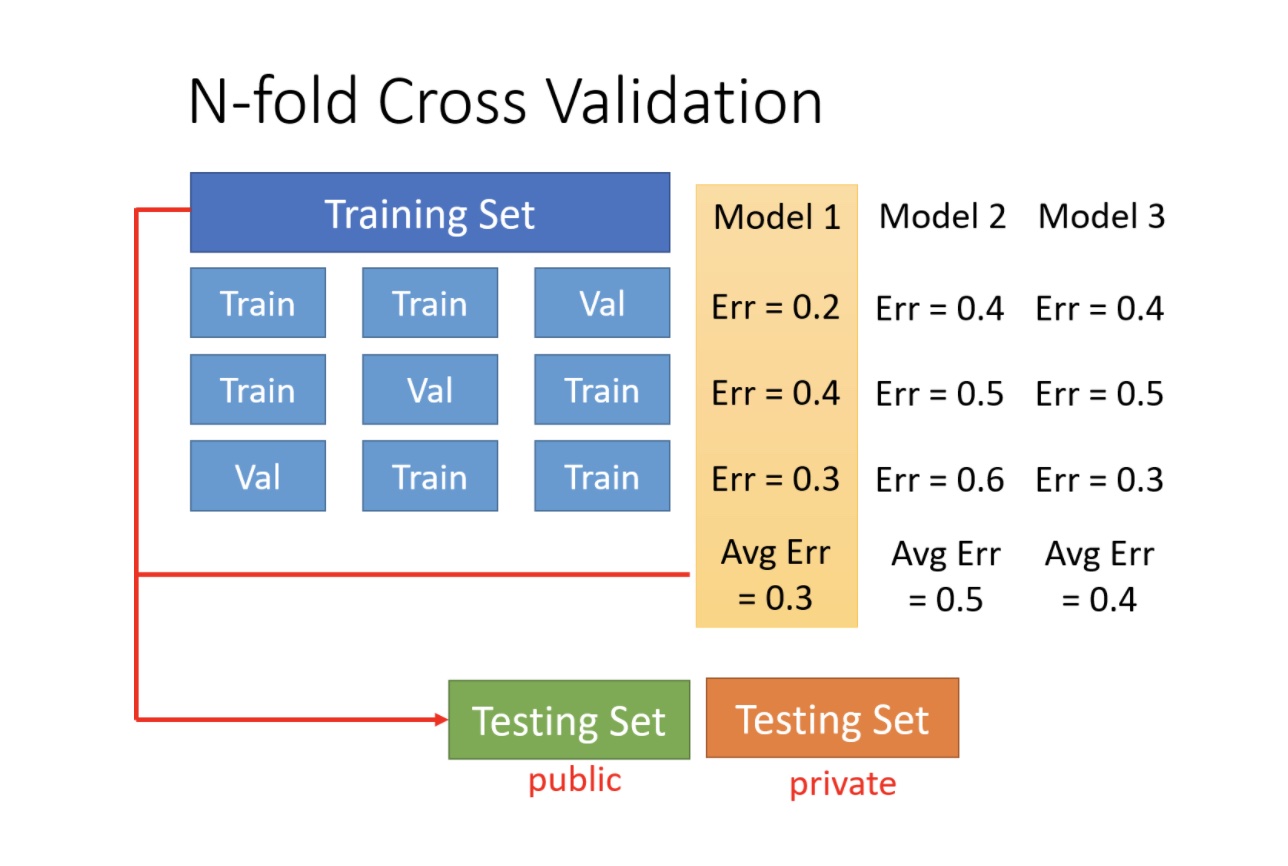 N-fold Cross Validation
Training Set
Model 1
Model 2
Model 3
Train
Train
Val
Err = 0.2
Err = 0.4
Err = 0.4
Train
Val
Train
Err = 0.4
Err = 0.5
Err = 0.5
Val
Train
Train
Err = 0.3
Err = 0.6
Err = 0.3
Avg Err
= 0.3
Avg Err
= 0.5
Avg Err
= 0.4
Testing Set
public
Testing Set
private